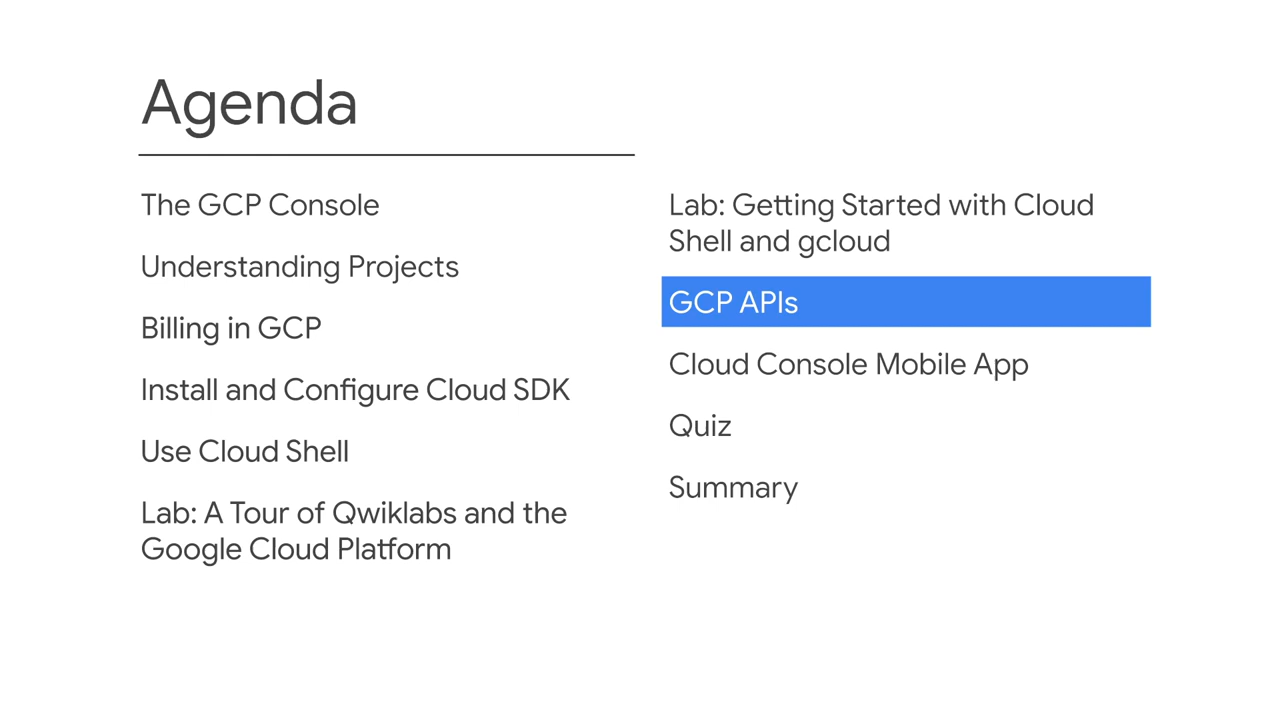 Agenda
The GCP Console
Understanding Projects
Billing in GCP
Install and Configure Cloud SDK
Use Cloud Shell
Lab: A Tour of Qwiklabs and the
Google Cloud Platform
Lab: Getting Started with Cloud
Shell and gcloud
GCP APIs
Cloud Console Mobile App
Quiz
Summary